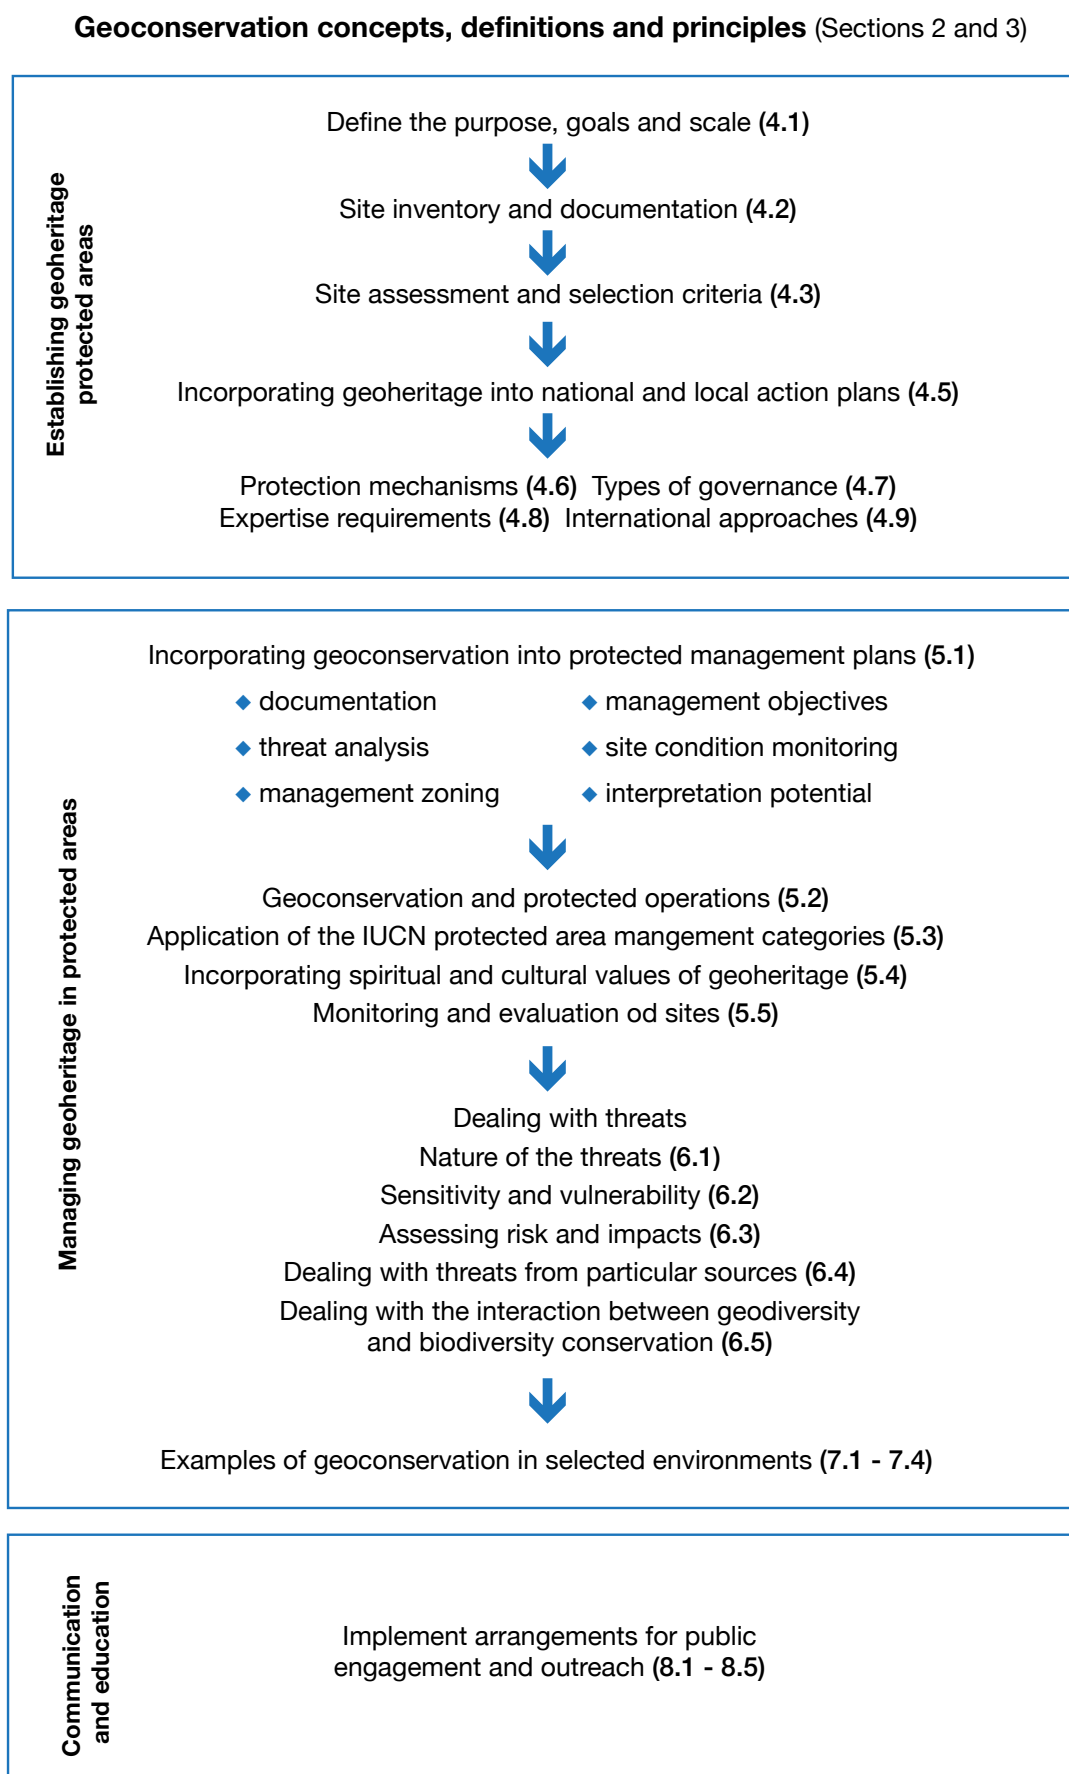 Geoconservation concepts, definitions and principles (Sections 2 and 3)
Establishing geoheritage
protected areas
Define the purpose, goals and scale (4.1)
Site inventory and documentation (4.2)
Site assessment and selection criteria (4.3)
Incorporating geoheritage into national and local action plans (4.5)
Protection mechanisms (4.6) Types of governance (4.7)
Expertise requirements (4.8) International approaches (4.9)
Managing geoheritage in protected areas
Incorporating geoconservation into protected management plans (5.1)
documentation
threat analysis
management zoning
management objectives
site condition monitoring
interpretation potential
Geoconservation and protected operations (5.2)
Application of the IUCN protected area mangement categories (5.3)
Incorporating spiritual and cultural values of geoheritage (5.4)
Monitoring and evaluation od sites (5.5)
Dealing with threats
Nature of the threats (6.1)
Sensitivity and vulnerability (6.2)
Assessing risk and impacts (6.3)
Dealing with threats from particular sources (6.4)
Dealing with the interaction between geodiversity
and biodiversity conservation (6.5)
Examples of geoconservation in selected environments (7.1 - 7.4)
Communication
and education
Implement arrangements for public
engagement and outreach (8.1 - 8.5)